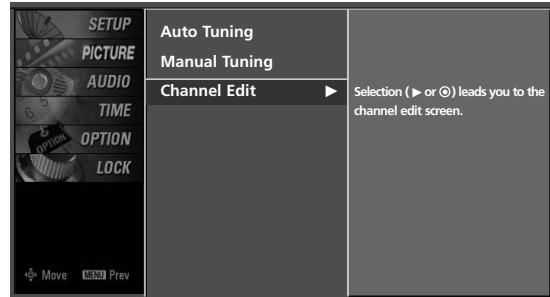 SETUP
PICTURE
AUDIO
TIME
OPTION
OPTION
LOCK
Move MENU Prev
Auto Tuning
Manual Tuning
Channel Edit ▶
Selection ( ▶ or ⊙) leads you to the
channel edit screen.